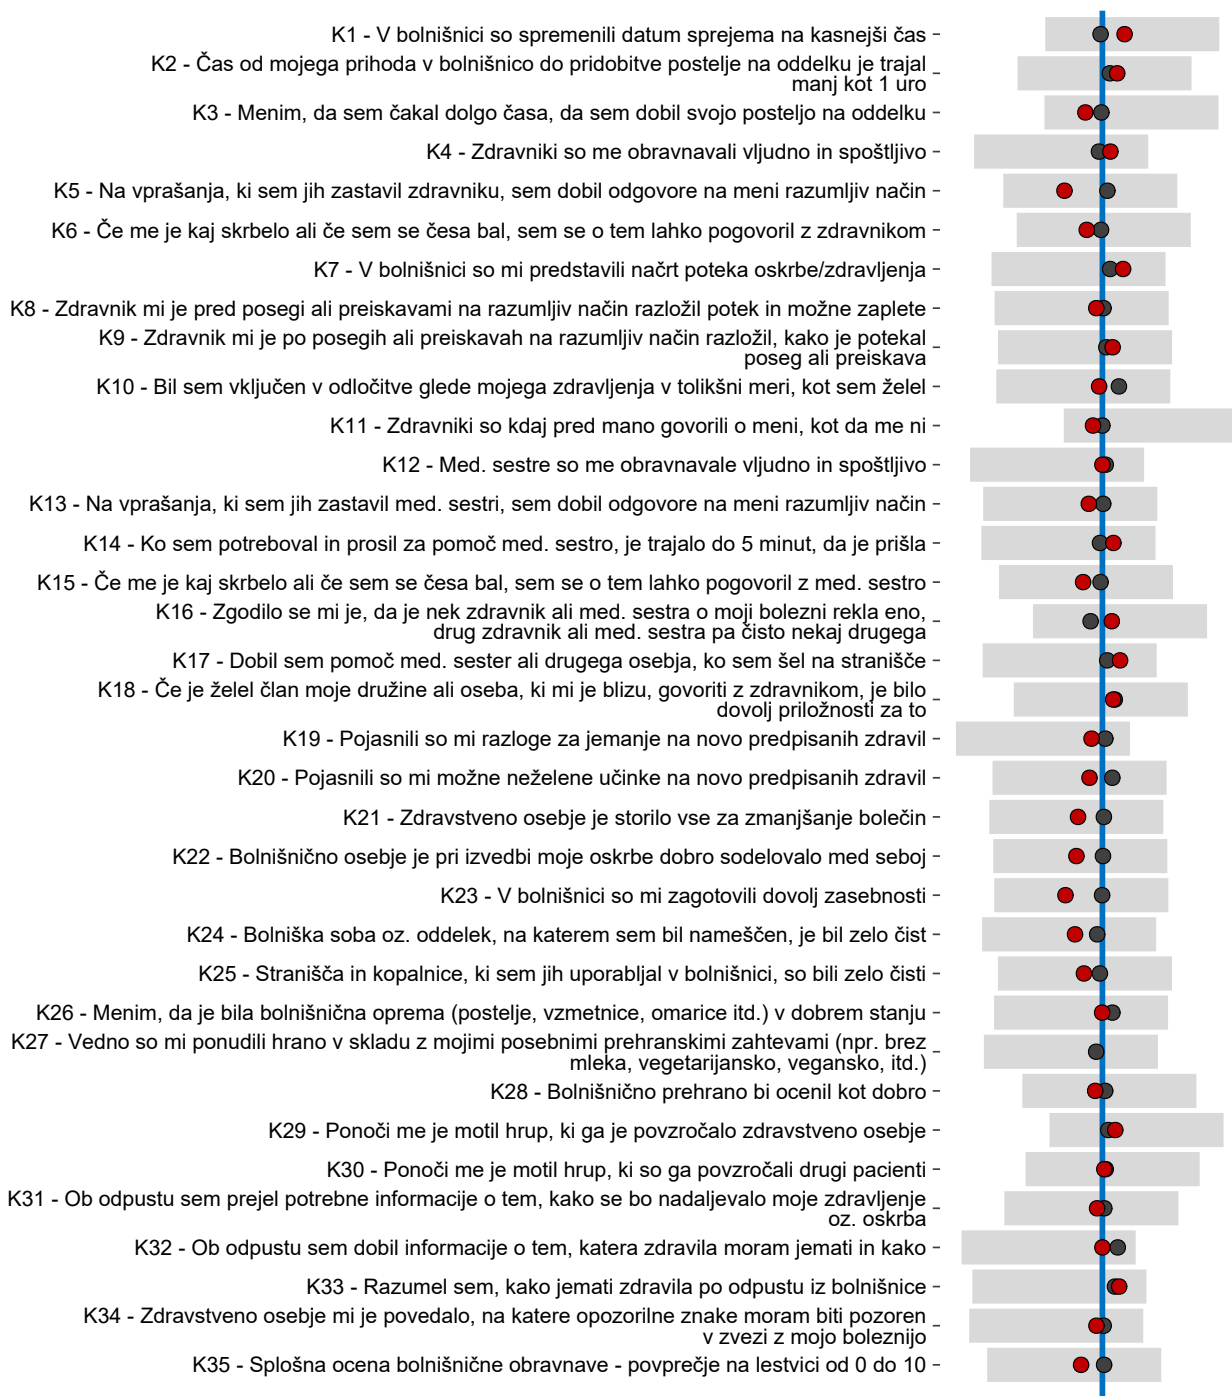 K1 - V bolnišnici so spremenili datum sprejema na kasnejši čas
K2 - Čas od mojega prihoda v bolnišnico do pridobitve postelje na oddelku je trajal
manj kot 1 uro
K3 - Menim, da sem čakal dolgo časa, da sem dobil svojo posteljo na oddelku
K4 - Zdravniki so me obravnavali vljudno in spoštljivo
K5 - Na vprašanja, ki sem jih zastavil zdravniku, sem dobil odgovore na meni razumljiv način
K6 - Če me je kaj skrbelo ali če sem se česa bal, sem se o tem lahko pogovoril z zdravnikom
K7 - V bolnišnici so mi predstavili načrt poteka oskrbe/zdravljenja
K8 - Zdravnik mi je pred posegi ali preiskavami na razumljiv način razložil potek in možne zaplete
K9 - Zdravnik mi je po posegih ali preiskavah na razumljiv način razložil, kako je potekal
poseg ali preiskava
K10 - Bil sem vključen v odločitve glede mojega zdravljenja v tolikšni meri, kot sem želel
K11 - Zdravniki so kdaj pred mano govorili o meni, kot da me ni
K12 - Med. sestre so me obravnavale vljudno in spoštljivo
K13 - Na vprašanja, ki sem jih zastavil med. sestri, sem dobil odgovore na meni razumljiv način
K14 - Ko sem potreboval in prosil za pomoč med. sestro, je trajalo do 5 minut, da je prišla
K15 - Če me je kaj skrbelo ali če sem se česa bal, sem se o tem lahko pogovoril z med. sestro
K16 - Zgodilo se mi je, da je nek zdravnik ali med. sestra o moji bolezni rekla eno,
drug zdravnik ali med. sestra pa čisto nekaj drugega
K17 - Dobil sem pomoč med. sester ali drugega osebja, ko sem šel na stranišče
K18 - Če je želel član moje družine ali oseba, ki mi je blizu, govoriti z zdravnikom, je bilo
dovolj priložnosti za to
K19 - Pojasnili so mi razloge za jemanje na novo predpisanih zdravil
K20 - Pojasnili so mi možne neželene učinke na novo predpisanih zdravil
K21 - Zdravstveno osebje je storilo vse za zmanjšanje bolečin
K22 - Bolnišnično osebje je pri izvedbi moje oskrbe dobro sodelovalo med seboj
K23 - V bolnišnici so mi zagotovili dovolj zasebnosti
K24 - Bolniška soba oz. oddelek, na katerem sem bil nameščen, je bil zelo čist
K25 - Stranišča in kopalnice, ki sem jih uporabljal v bolnišnici, so bili zelo čisti
K26 - Menim, da je bila bolnišnična oprema (postelje, vzmetnice, omarice itd.) v dobrem stanju
K27 - Vedno so mi ponudili hrano v skladu z mojimi posebnimi prehranskimi zahtevami (npr. brez
mleka, vegetarijansko, vegansko, itd.)
K28 - Bolnišnično prehrano bi ocenil kot dobro
K29 - Ponoči me je motil hrup, ki ga je povzročalo zdravstveno osebje
K30 - Ponoči me je motil hrup, ki so ga povzročali drugi pacienti
K31 - Ob odpustu sem prejel potrebne informacije o tem, kako se bo nadaljevalo moje zdravljenje
oz. oskrba
K32 - Ob odpustu sem dobil informacije o tem, katera zdravila moram jemati in kako
K33 - Razumel sem, kako jemati zdravila po odpustu iz bolnišnice
K34 - Zdravstveno osebje mi je povedalo, na katere opozorilne znake moram biti pozoren
v zvezi z mojo boleznijo
K35 - Splošna ocena bolnišnične obravnave - povprečje na lestvici od 0 do 10